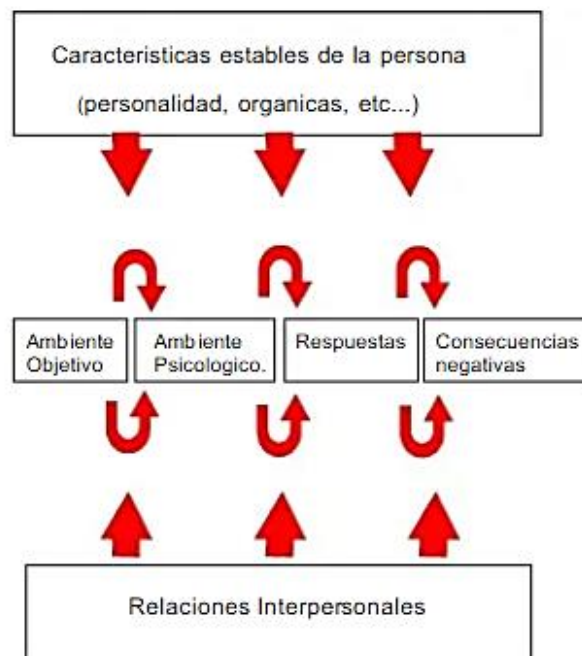 Caracteristicas estables de la persona
(personalidad, organicas, etc...)
Ambiente
Objetivo
Ambiente
Psicologico.
Respuestas
Consecuencias
negativas
Relaciones Interpersonales